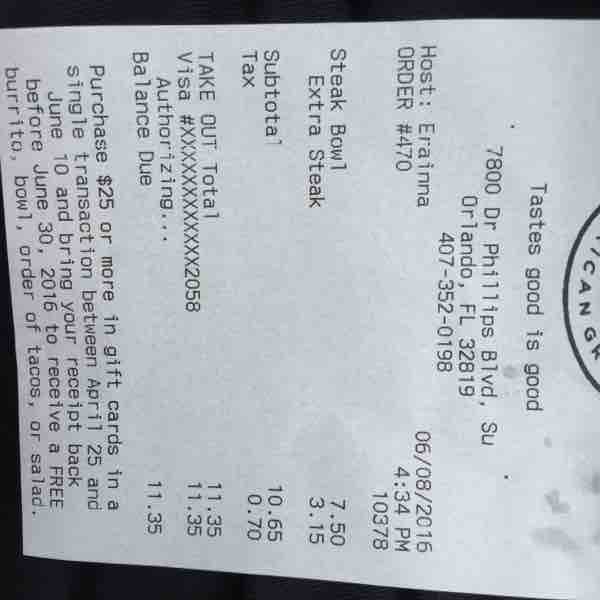 ICAN GR
Tastes good is good
7800 Dr Phillips Blvd, Su
Orlando, FL 32819
407-352-0198
Host: Erainna 06/08/2016
ORDER #470 4:34 PM
10378
Steak Bowl 7.50
Extra Steak 3.15
Subtotal 10.65
Tax 0.70
TAKE OUT Total 11.35
Visa #XXXXXXXXXXXX2058 11.35
Authorizing...
Balance Due 11.35
Purchase $25 or more in gift cards in a
single transaction between April 25 and
June 10 and bring your receipt back
before June 30, 2016 to receive a FREE
burrito, bowl, order of tacos, or salad.